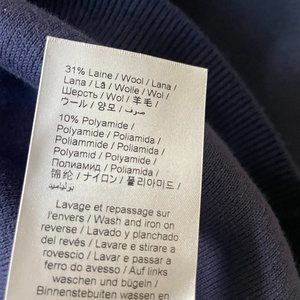 31% Laine / Wool / Lana /
Lana / Lã / Wolle / Wol /
Шерсть / Wol / 羊毛 /
ウール / 양모 / صوف /
10% Polyamide /
Polyamide / Poliamida /
Poliammide / Poliamida /
Polyamid / Polyamide /
Полиамид / Poliamida /
锦纶 / ナイロン / 폴리아미드 /
بولياميد
Lavage et repassage sur
l'envers / Wash and iron on
reverse / Lavado y planchado
del revés / Lavare e stirare a
rovescio / Lavar e passar a
ferro do avesso / Auf links
waschen und bügeln /
Binnenstebuiten wassen en